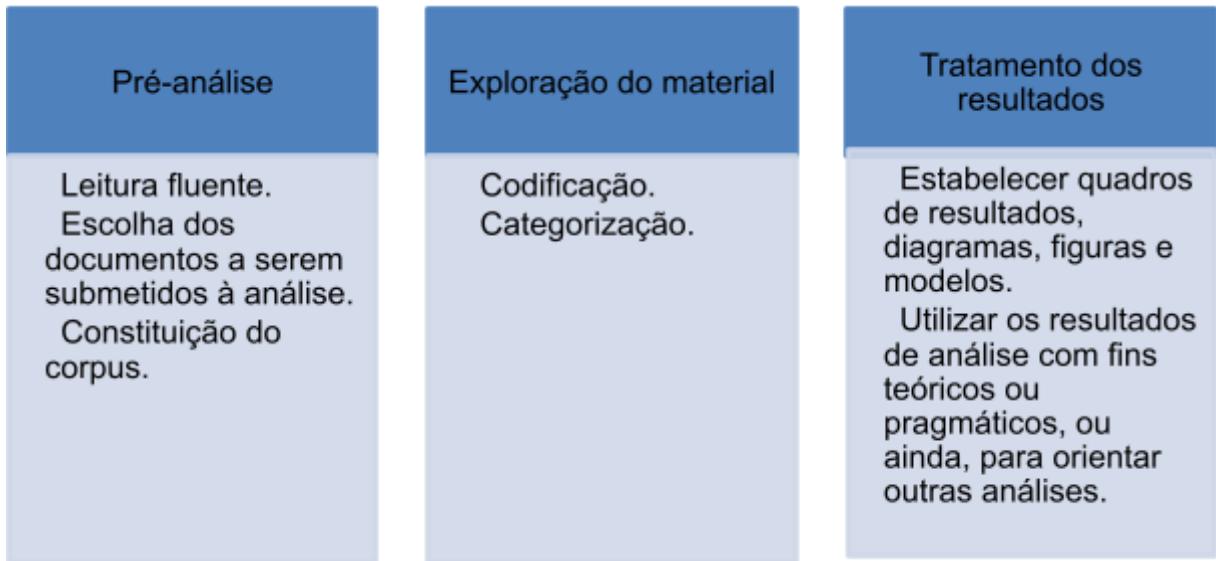 Pré-análise
Leitura fluente.
Escolha dos
documentos a serem
submetidos à análise.
Constituição do
corpus.
Exploração do material
Codificação.
Categorização.
Tratamento dos
resultados
Estabelecer quadros
de resultados,
diagramas, figuras e
modelos.
Utilizar os resultados
de análise com fins
teóricos ou
pragmáticos, ou
ainda, para orientar
outras análises.